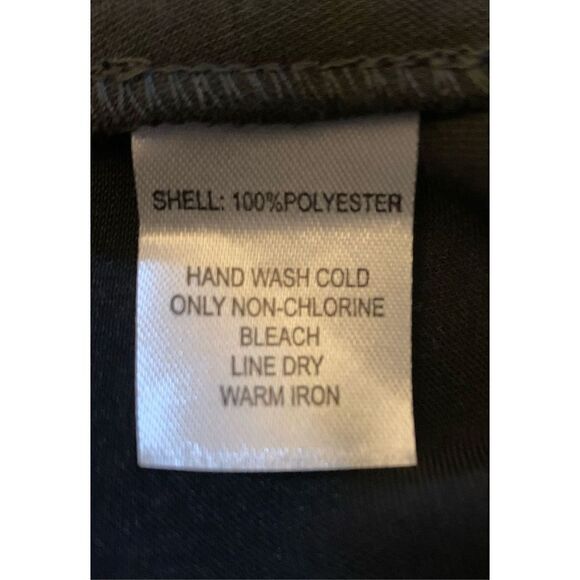 SHELL: 100%POLYESTER
HAND WASH COLD
ONLY NON-CHLORINE
BLEACH
LINE DRY
WARM IRON